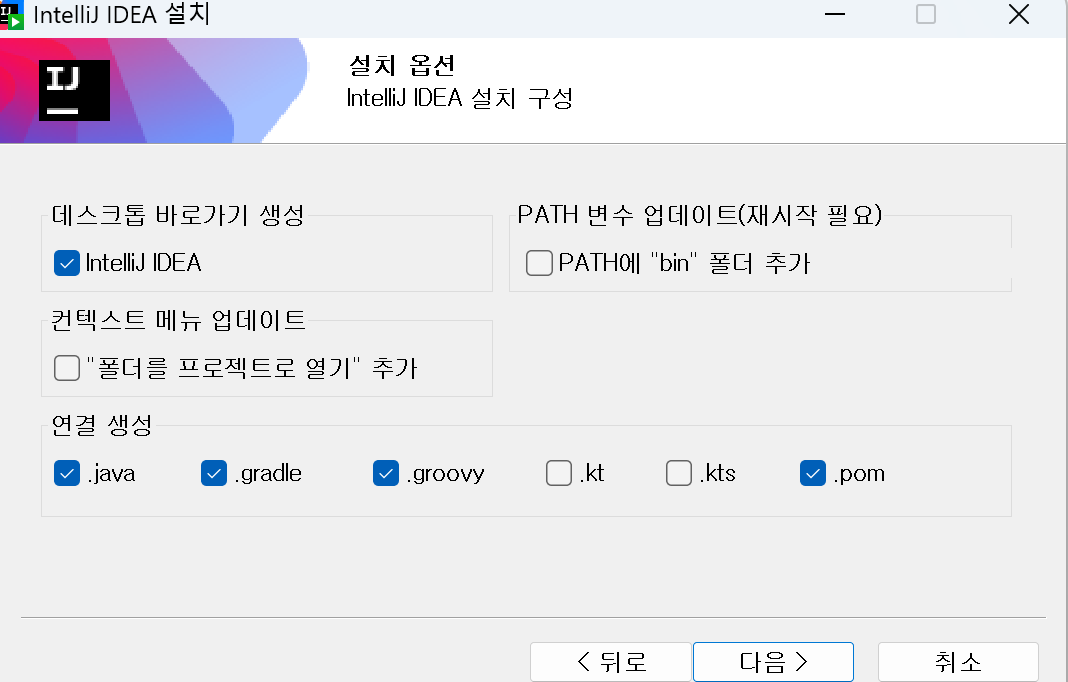 IntelliJ IDEA 설치
IJ
설치 옵션
IntelliJ IDEA 설치 구성
데스크톱 바로가기 생성
IntelliJ IDEA
PATH 변수 업데이트(재시작 필요)
PATH에 "bin" 폴더 추가
컨텍스트 메뉴 업데이트
"폴더를 프로젝트로 열기" 추가
연결 생성
.java .gradle .groovy .kt .kts .pom
< 뒤로 다음 > 취소